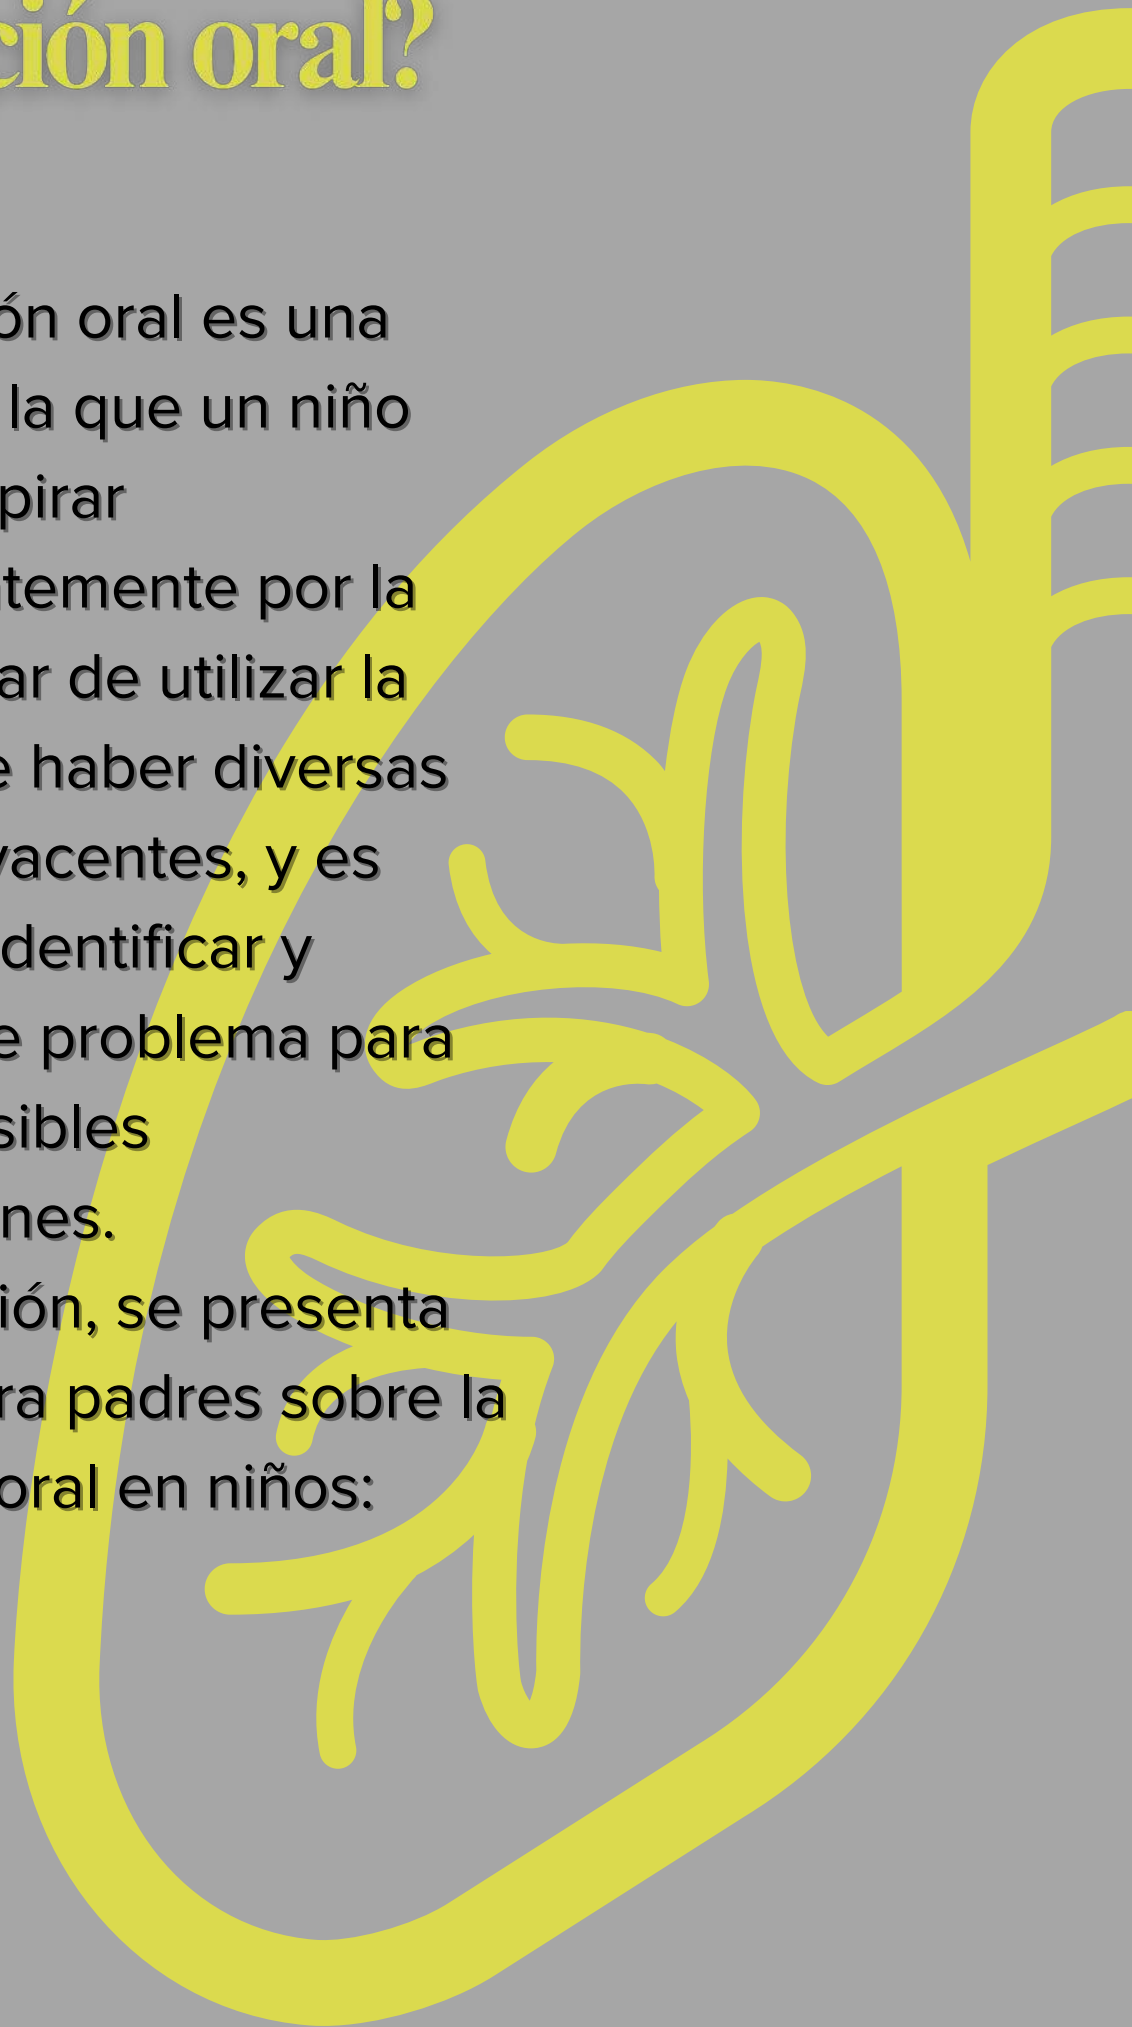 ción oral?
ón oral es una
la que un niño
pirar
temente por la
ar de utilizar la
e haber diversas
yacentes, y es
identificar y
e problema para
sibles
nes.
ión, se presenta
ra padres sobre la
oral en niños: